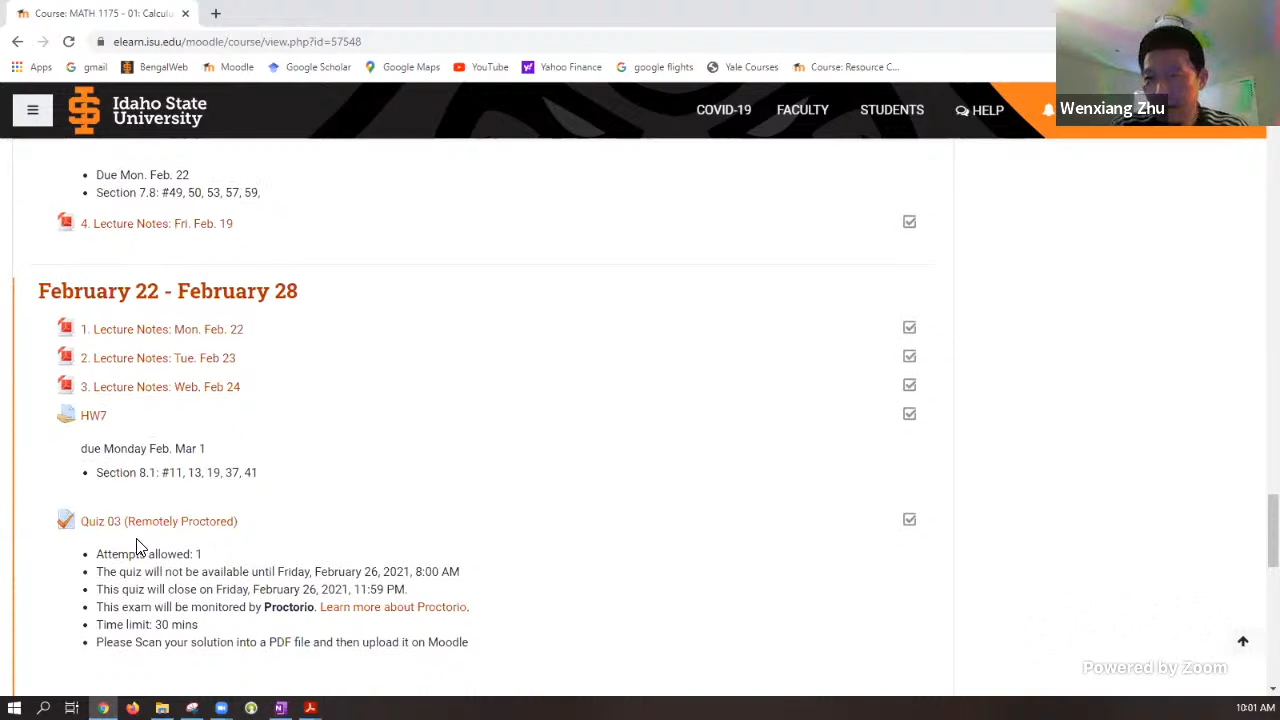 Course: MATH 1175 - 01: Calcul
elearn.isu.edu/moodle/course/view.php?id=57548
Apps gmail BengalWeb Moodle Google Scholar Google Maps YouTube Yahoo Finance google flights Yale Courses Course: Resource C...
Idaho State
University
COVID-19 FACULTY STUDENTS HELP
Wenxiang Zhu
Due Mon. Feb. 22
Section 7.8: #49, 50, 53, 57, 59,
4. Lecture Notes: Fri. Feb. 19
February 22 - February 28
1. Lecture Notes: Mon. Feb. 22
2. Lecture Notes: Tue. Feb 23
3. Lecture Notes: Web. Feb 24
HW7
due Monday Feb. Mar 1
Section 8.1: #11, 13, 19, 37, 41
Quiz 03 (Remotely Proctored)
Attempts allowed: 1
The quiz will not be available until Friday, February 26, 2021, 8:00 AM
This quiz will close on Friday, February 26, 2021, 11:59 PM.
This exam will be monitored by Proctorio. Learn more about Proctorio.
Time limit: 30 mins
Please Scan your solution into a PDF file and then upload it on Moodle
Powered by Zoom
10:01 AM